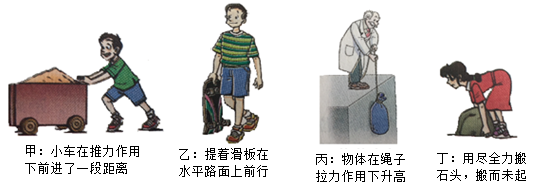 甲：小车在推力作用
下前进了一段距离
乙：提着滑板在
水平路面上前行
丙：物体在绳子
拉力作用下升高
丁：用尽全力搬
石头，搬而未起